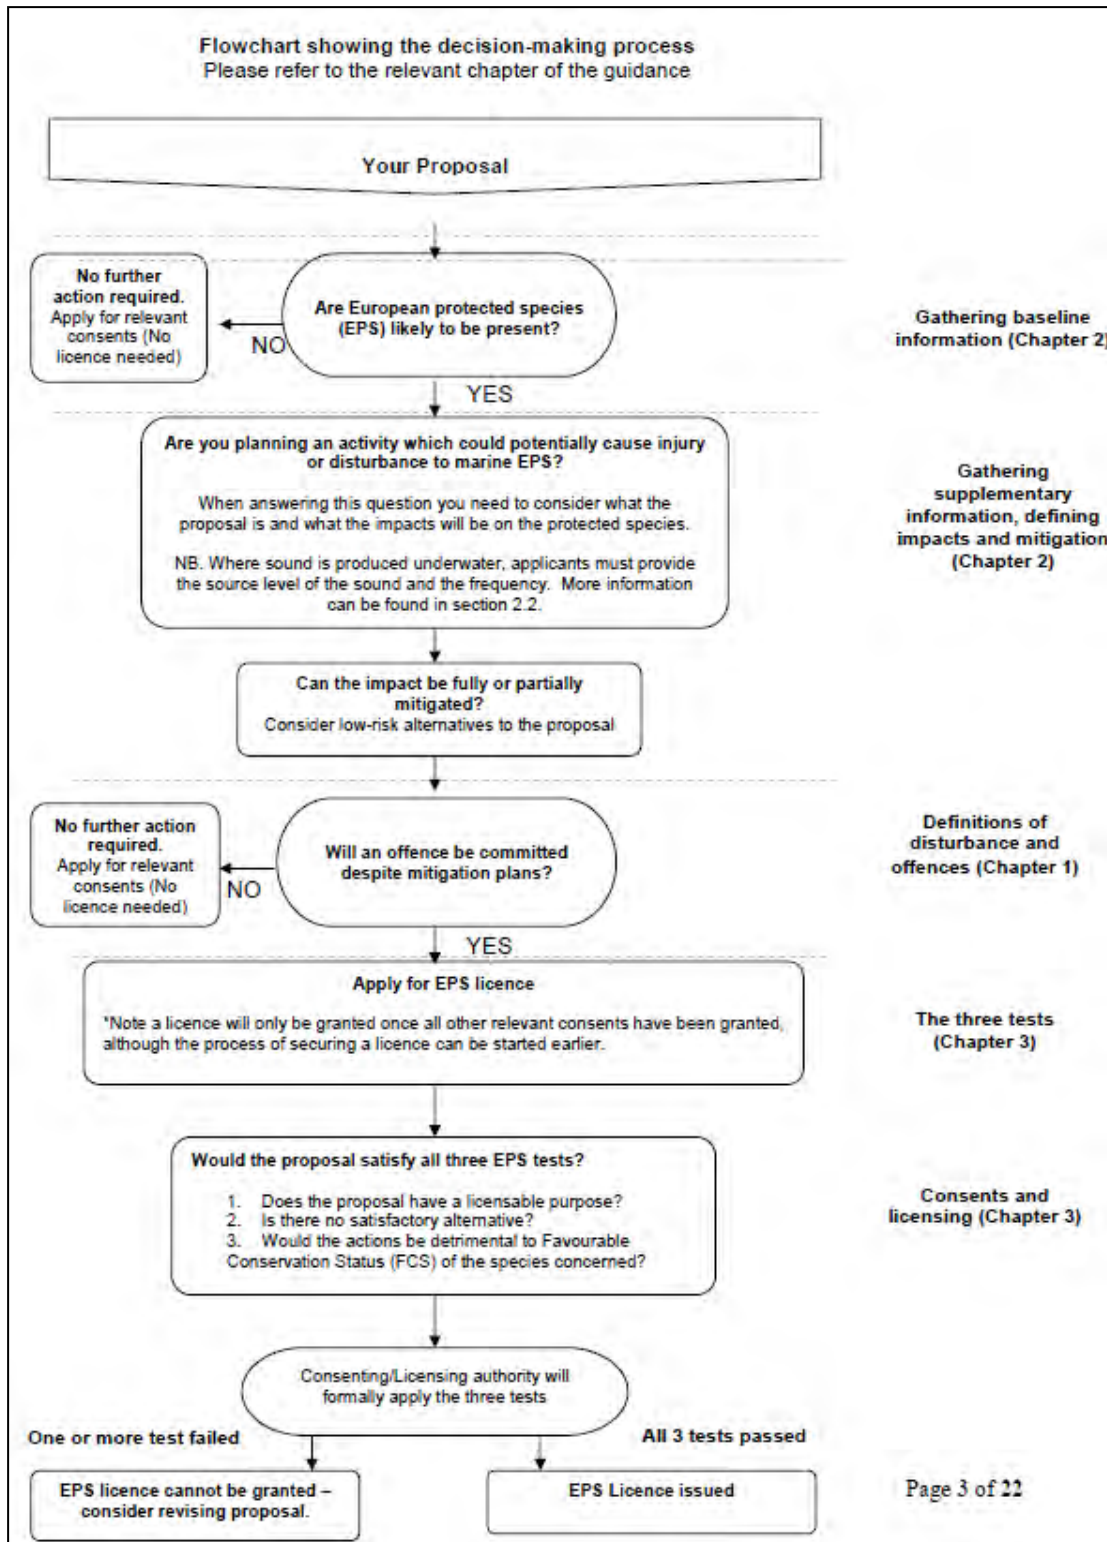 Flowchart showing the decision-making process
Please refer to the relevant chapter of the guidance
Your Proposal
No further
action required.
Apply for relevant
consents (No
licence needed)
NO
Are European protected species
(EPS) likely to be present?
Gathering baseline
information (Chapter 2)
YES
Are you planning an activity which could potentially cause injury
or disturbance to marine EPS?
When answering this question you need to consider what the
proposal is and what the impacts will be on the protected species.
NB. Where sound is produced underwater, applicants must provide
the source level of the sound and the frequency. More information
can be found in section 2.2.
Gathering
supplementary
information, defining
impacts and mitigation
(Chapter 2)
Can the impact be fully or partially
mitigated?
Consider low-risk alternatives to the proposal
No further action
required.
Apply for relevant
consents (No
licence needed)
NO
Will an offence be committed
despite mitigation plans?
Definitions of
disturbance and
offences (Chapter 1)
YES
Apply for EPS licence
*Note a licence will only be granted once all other relevant consents have been granted,
although the process of securing a licence can be started earlier.
The three tests
(Chapter 3)
Would the proposal satisfy all three EPS tests?
1. Does the proposal have a licensable purpose?
2. Is there no satisfactory alternative?
3. Would the actions be detrimental to Favourable
Conservation Status (FCS) of the species concerned?
Consents and
licensing (Chapter 3)
Consenting/Licensing authority will
formally apply the three tests
One or more test failed
All 3 tests passed
EPS licence cannot be granted –
consider revising proposal.
EPS Licence issued
Page 3 of 22